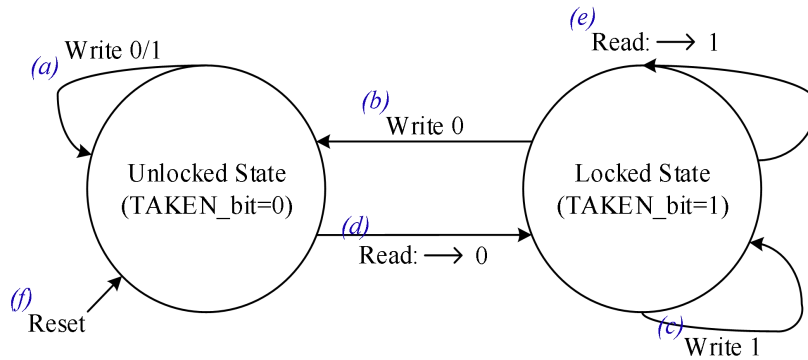 (e)
Read: → 1
Write 0/1
(a)
(b)
Write 0
Unlocked State
(TAKEN_bit=0)
Locked State
(TAKEN_bit=1)
(d)
Read: → 0
(f)
Reset
(c)
Write 1